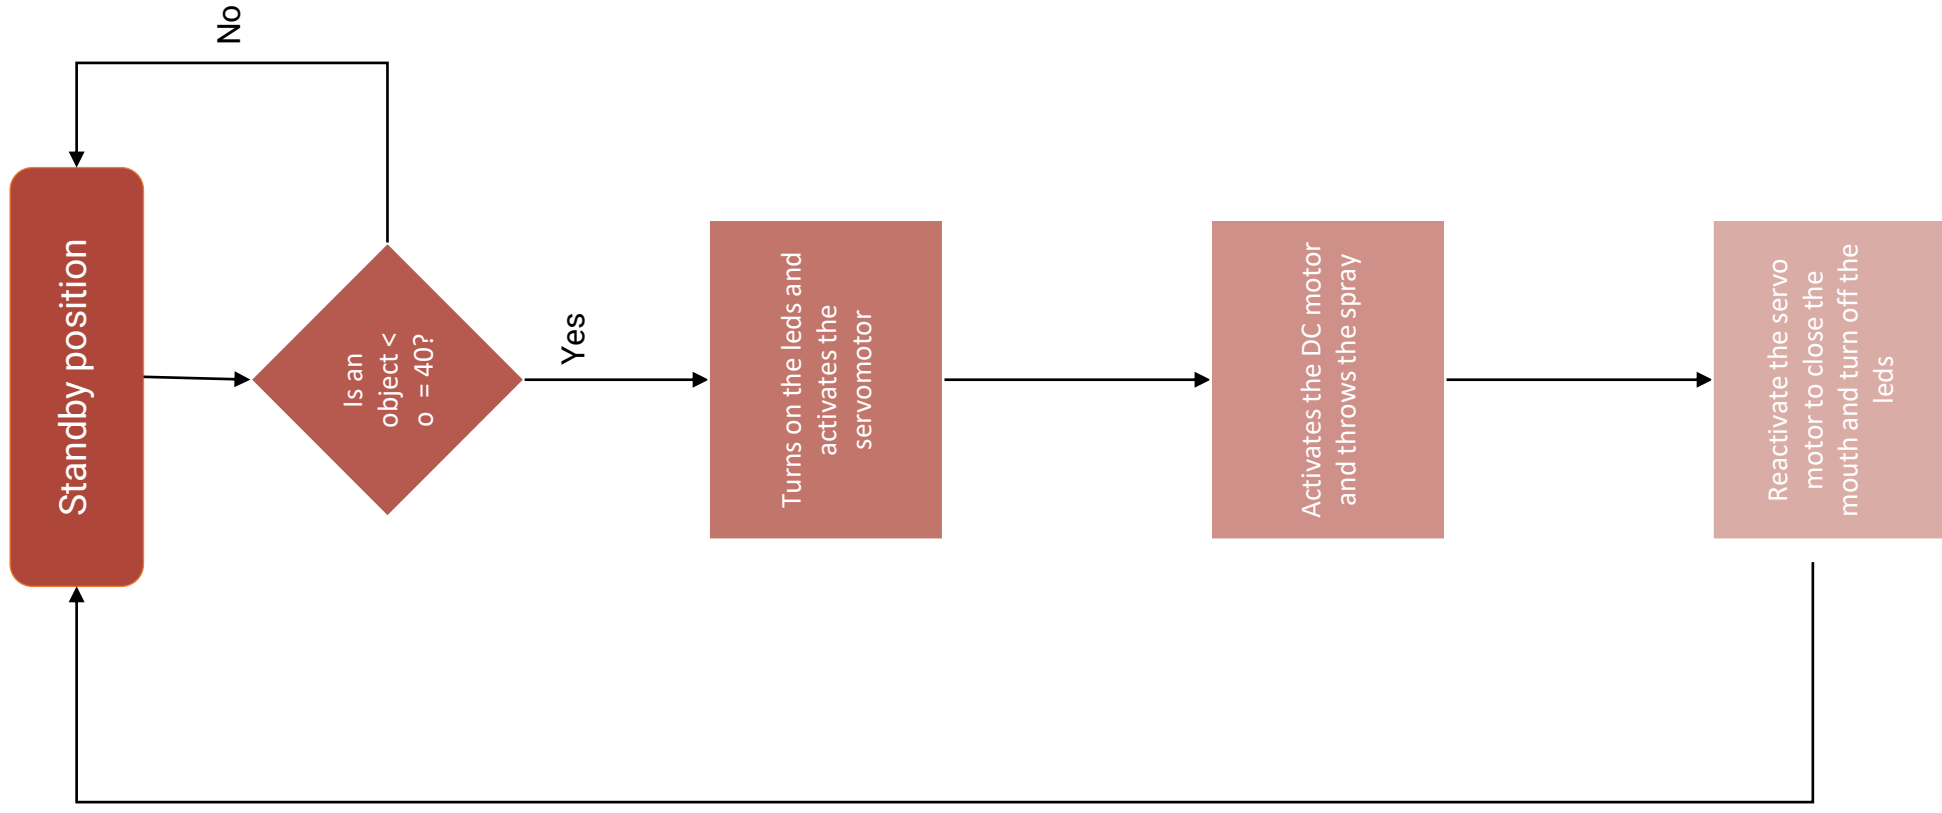 Standby position
No
Is an
object <
o = 40?
Yes
Turns on the leds and
activates the
servomotor
Activates the DC motor
and throws the spray
Reactivate the servo
motor to close the
mouth and turn off the
leds